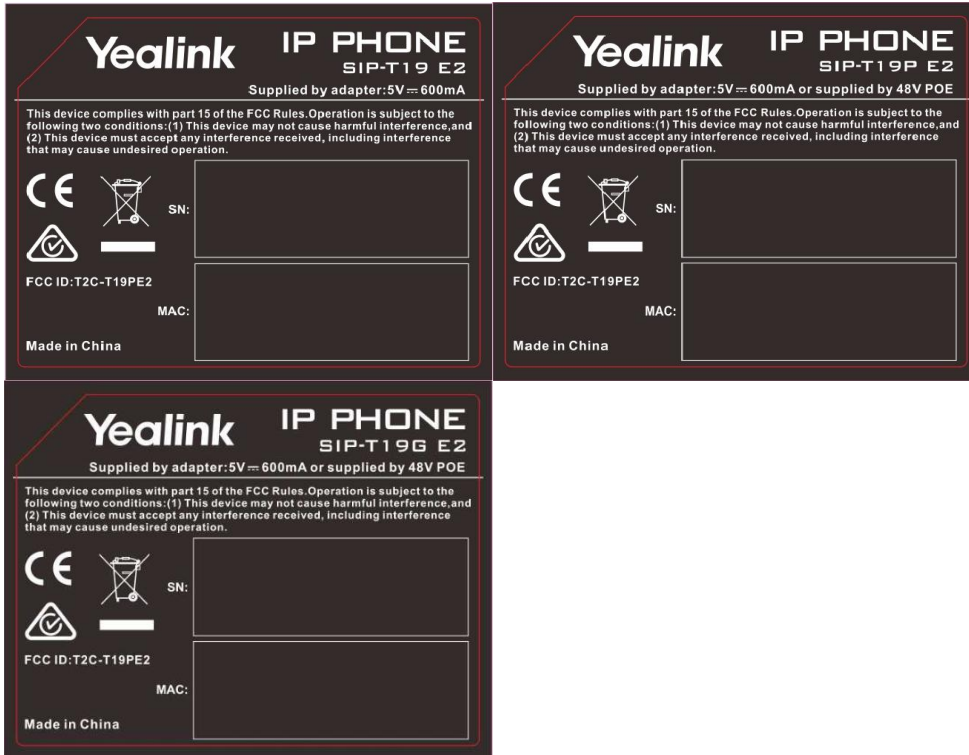 Yealink
IP PHONE
SIP-T19 E2
Supplied by adapter:5V⎓600mA
This device complies with part 15 of the FCC Rules.Operation is subject to the
following two conditions:(1) This device may not cause harmful interference,and
(2) This device must accept any interference received, including interference
that may cause undesired operation.
CE
SN:
FCC ID:T2C-T19PE2
MAC:
Made in China
Yealink
IP PHONE
SIP-T19P E2
Supplied by adapter:5V⎓600mA or supplied by 48V POE
This device complies with part 15 of the FCC Rules.Operation is subject to the
following two conditions:(1) This device may not cause harmful interference,and
(2) This device must accept any interference received, including interference
that may cause undesired operation.
CE
SN:
FCC ID:T2C-T19PE2
MAC:
Made in China
Yealink
IP PHONE
SIP-T19G E2
Supplied by adapter:5V⎓600mA or supplied by 48V POE
This device complies with part 15 of the FCC Rules.Operation is subject to the
following two conditions:(1) This device may not cause harmful interference,and
(2) This device must accept any interference received, including interference
that may cause undesired operation.
CE
SN:
FCC ID:T2C-T19PE2
MAC:
Made in China